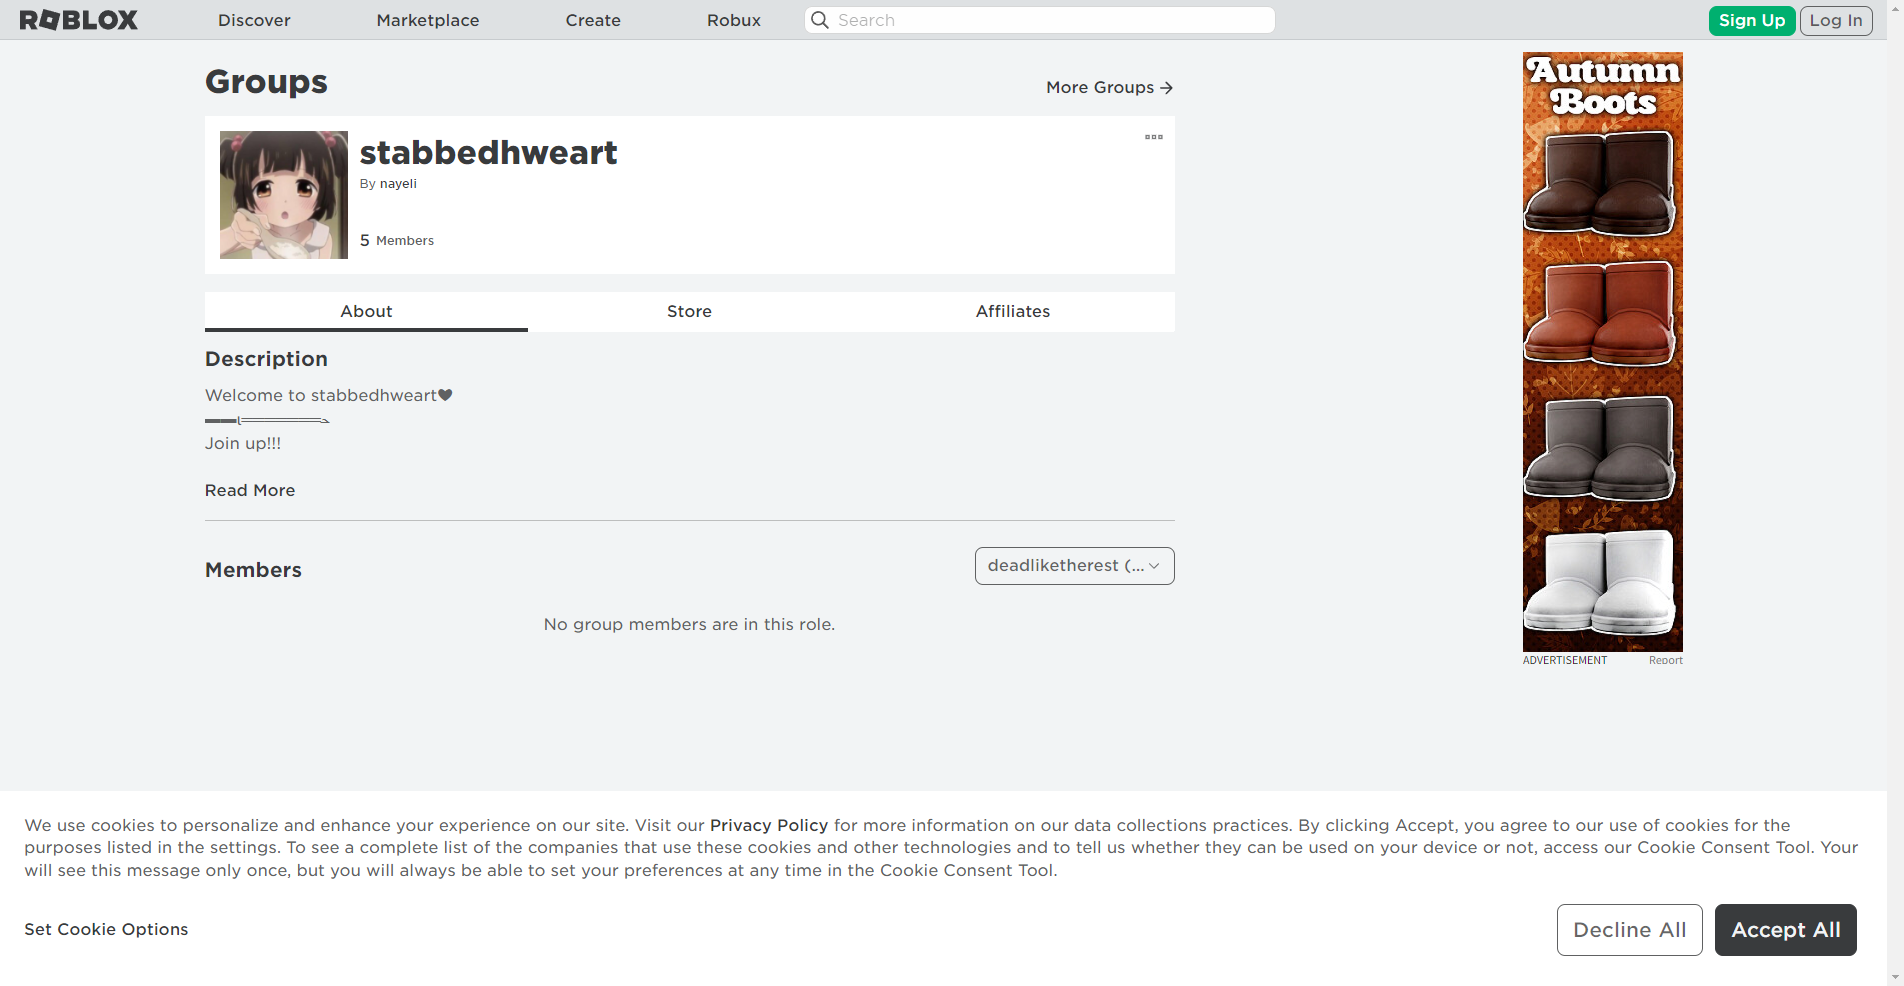 ROBLOX
Discover
Marketplace
Create
Robux
Search
Sign Up
Log In
Groups
More Groups
stabbedhweart
By nayeli
5 Members
About
Store
Affiliates
Description
Welcome to stabbedhweart♥
Join up!!!
Read More
Members
deadliketherest (...
No group members are in this role.
Autumn
Boots
ADVERTISEMENT
Report
We use cookies to personalize and enhance your experience on our site. Visit our Privacy Policy for more information on our data collections practices. By clicking Accept, you agree to our use of cookies for the
purposes listed in the settings. To see a complete list of the companies that use these cookies and other technologies and to tell us whether they can be used on your device or not, access our Cookie Consent Tool. Your
will see this message only once, but you will always be able to set your preferences at any time in the Cookie Consent Tool.
Set Cookie Options
Decline All
Accept All